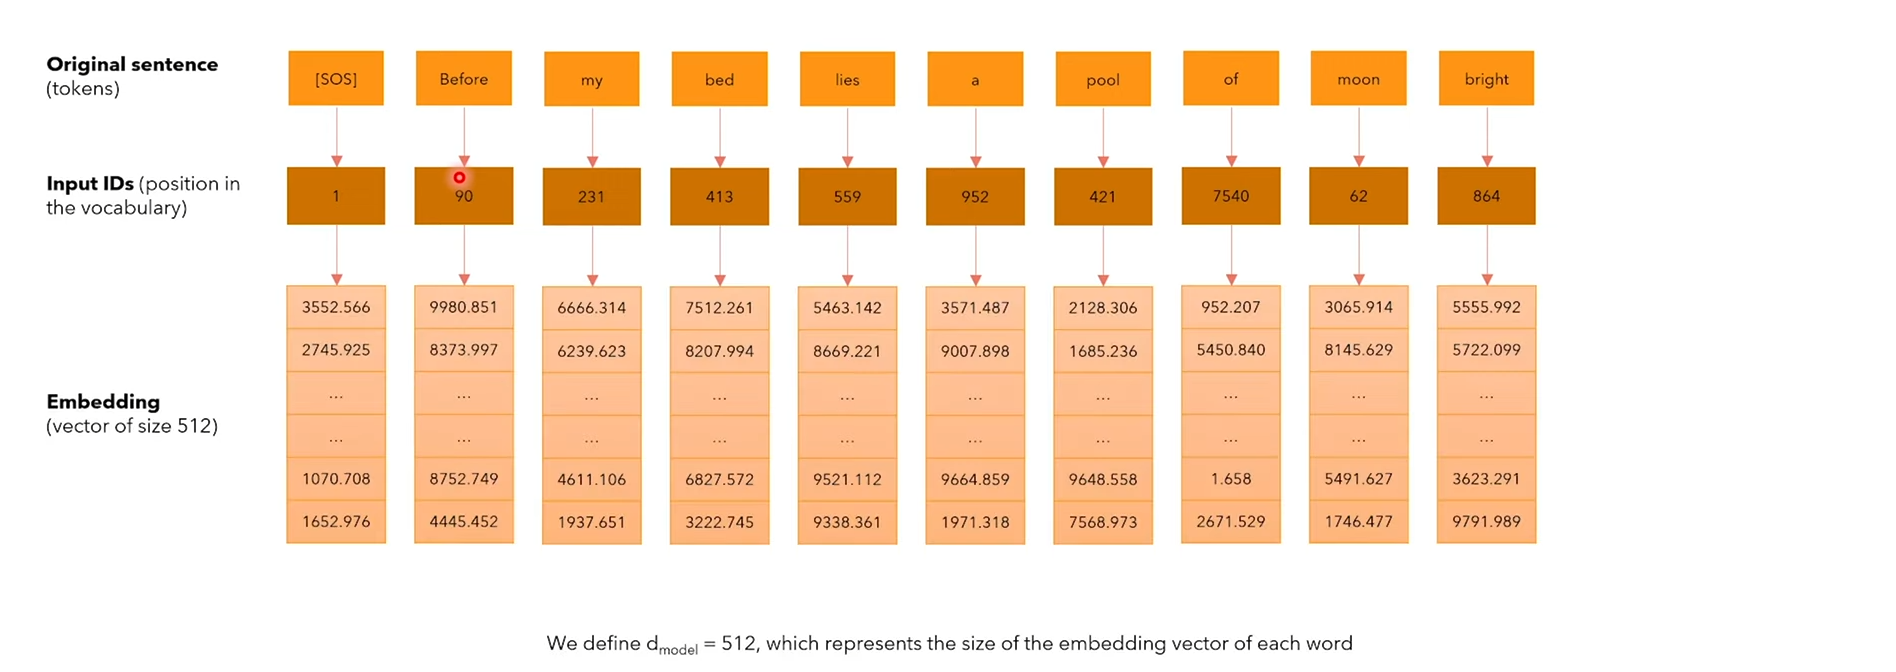 Original sentence
(tokens)
[SOS] Before my bed lies a pool of moon bright
Input IDs (position in
the vocabulary)
1 90 231 413 559 952 421 7540 62 864
3552.566 9980.851 6666.314 7512.261 5463.142 3571.487 2128.306 952.207 3065.914 5555.992
2745.925 8373.997 6239.623 8207.994 8669.221 9007.898 1685.236 5450.840 8145.629 5722.099
Embedding
(vector of size 512)
... ... ... ... ... ... ... ... ... ...
... ... ... ... ... ... ... ... ... ...
1070.708 8752.749 4611.106 6827.572 9521.112 9664.859 9648.558 1.658 5491.627 3623.291
1652.976 4445.452 1937.651 3222.745 9338.361 1971.318 7568.973 2671.529 1746.477 9791.989
We define dmodel = 512, which represents the size of the embedding vector of each word